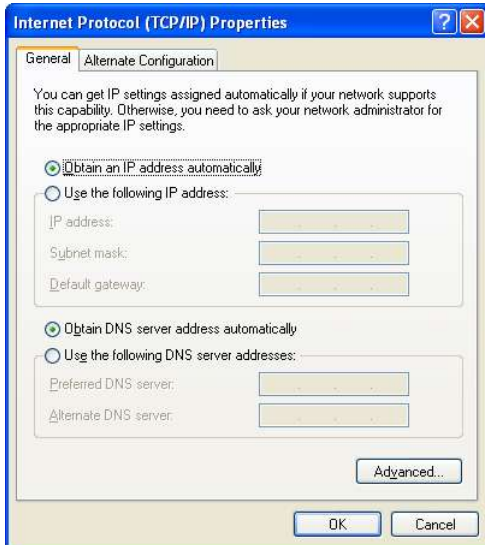 Internet Protocol (TCP/IP) Properties
General Alternate Configuration
You can get IP settings assigned automatically if your network supports
this capability. Otherwise, you need to ask your network administrator for
the appropriate IP settings.
Obtain an IP address automatically
Use the following IP address:
IP address:
Subnet mask:
Default gateway:
Obtain DNS server address automatically
Use the following DNS server addresses:
Preferred DNS server:
Alternate DNS server:
Advanced...
OK Cancel